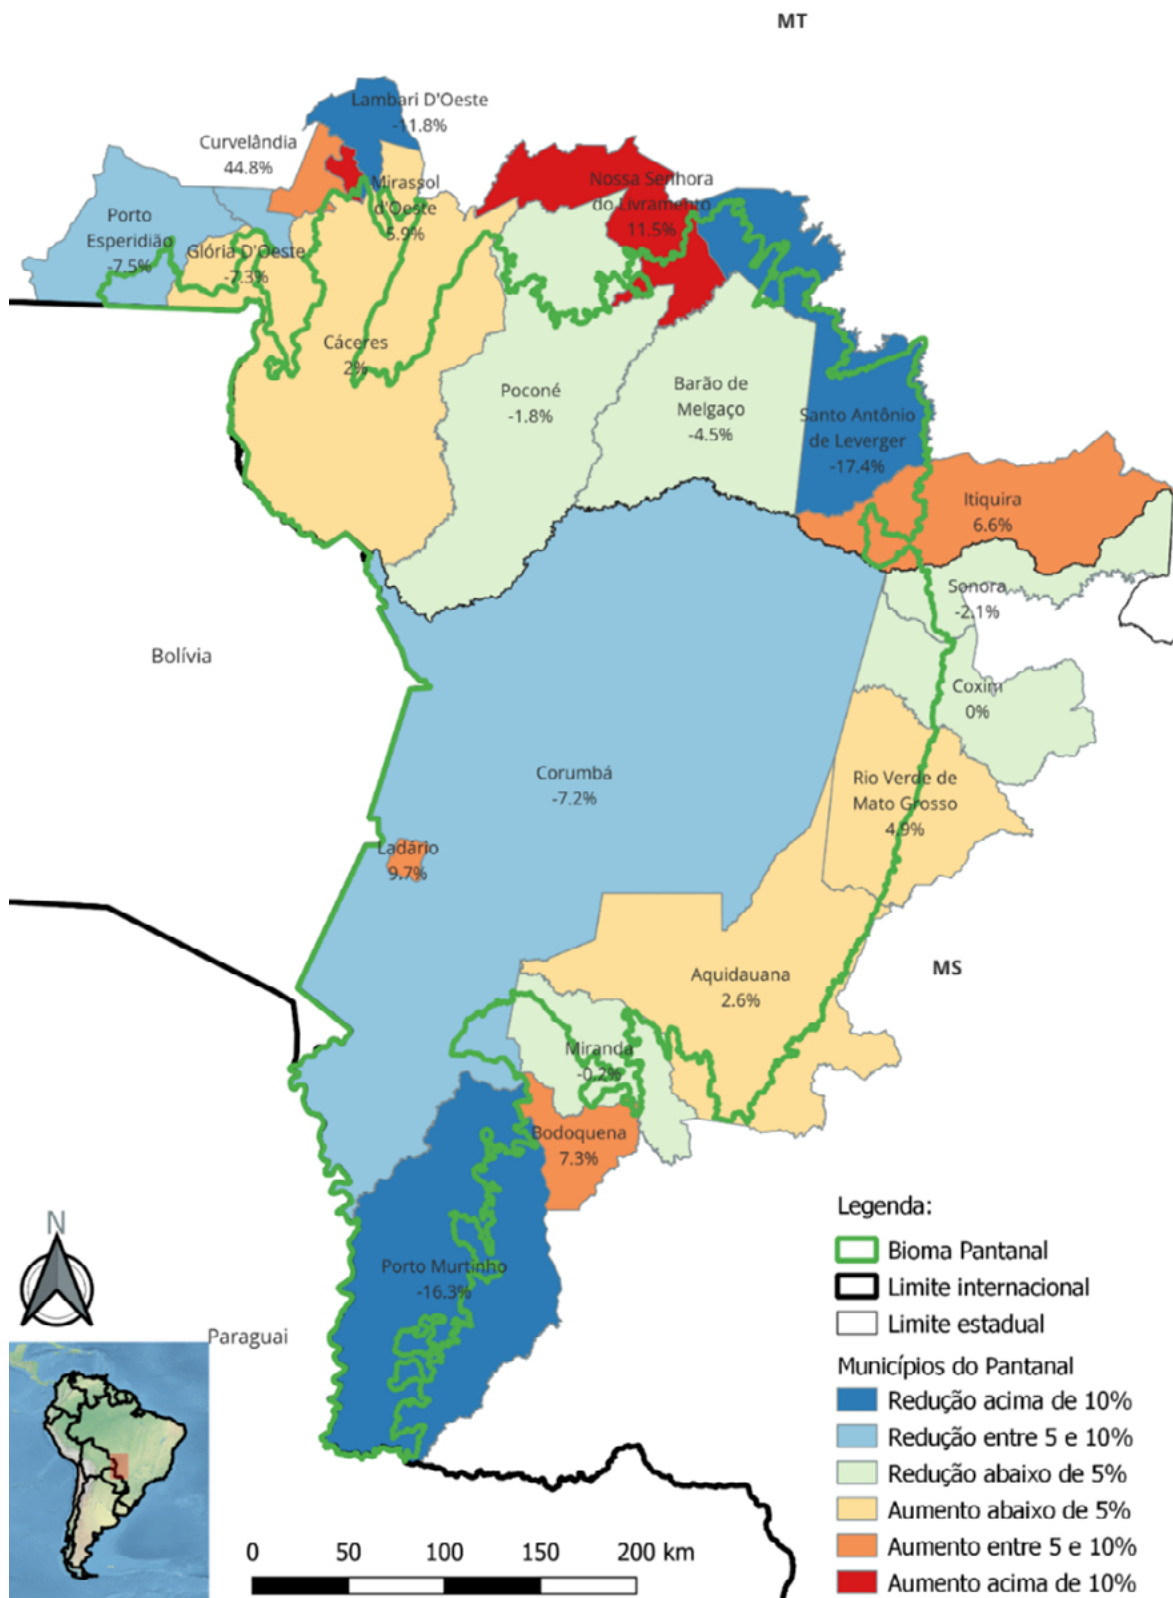 MT
Lambari D'Oeste
-11.8%
Curvelândia
44.8%
Mirassol
d'Oeste
5.9%
Nossa Senhora
do Livramento
11.5%
Porto
Esperidião
-7.5%
Glória D'Oeste
-7.3%
Cáceres
2%
Poconé
-1.8%
Barão de
Melgaço
-4.5%
Santo Antônio
de Leverger
-17.4%
Itiquira
6.6%
Sonora
-2.1%
Bolívia
Coxim
0%
Corumbá
-7.2%
Rio Verde de
Mato Grosso
4.9%
Ladário
9.7%
Aquidauana
2.6%
MS
Miranda
-0.2%
Bodoquena
7.3%
Porto Murtinho
-16.3%
Paraguai
N
Legenda:
Bioma Pantanal
Limite internacional
Limite estadual
Municípios do Pantanal
Redução acima de 10%
Redução entre 5 e 10%
Redução abaixo de 5%
Aumento abaixo de 5%
Aumento entre 5 e 10%
Aumento acima de 10%
0 50 100 150 200 km